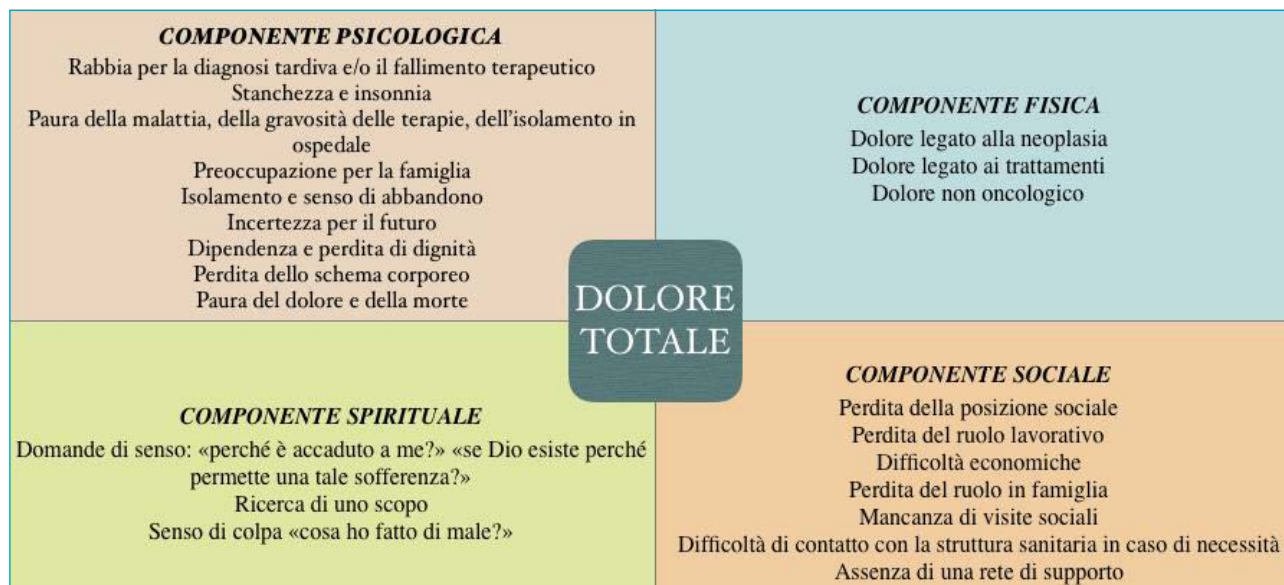 COMPONENTE PSICOLOGICA
Rabbia per la diagnosi tardiva e/o il fallimento terapeutico
Stanchezza e insonnia
Paura della malattia, della gravosità delle terapie, dell'isolamento in
ospedale
Preoccupazione per la famiglia
Isolamento e senso di abbandono
Incertezza per il futuro
Dipendenza e perdita di dignità
Perdita dello schema corporeo
Paura del dolore e della morte
COMPONENTE FISICA
Dolore legato alla neoplasia
Dolore legato ai trattamenti
Dolore non oncologico
DOLORE
TOTALE
COMPONENTE SPIRITUALE
Domande di senso: «perché è accaduto a me?» «se Dio esiste perché
permette una tale sofferenza?»
Ricerca di uno scopo
Senso di colpa «cosa ho fatto di male?»
COMPONENTE SOCIALE
Perdita della posizione sociale
Perdita del ruolo lavorativo
Difficoltà economiche
Perdita del ruolo in famiglia
Mancanza di visite sociali
Difficoltà di contatto con la struttura sanitaria in caso di necessità
Assenza di una rete di supporto